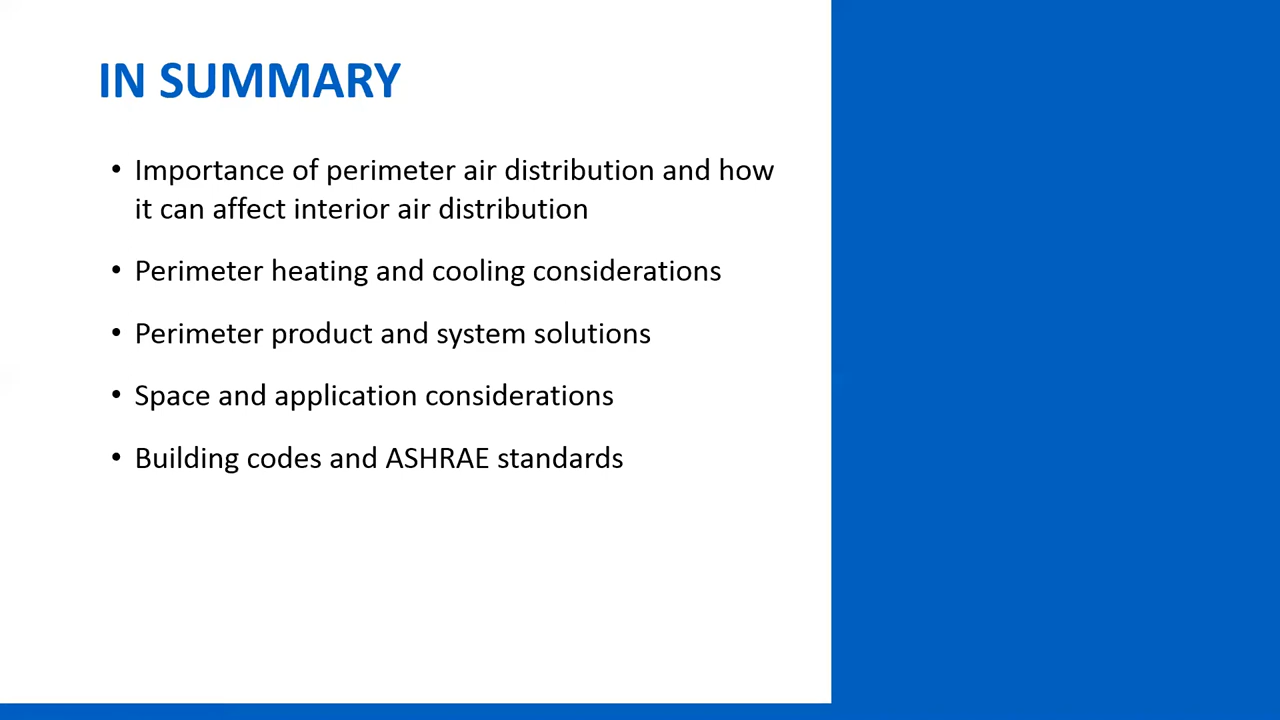 IN SUMMARY
• Importance of perimeter air distribution and how
it can affect interior air distribution
• Perimeter heating and cooling considerations
• Perimeter product and system solutions
• Space and application considerations
• Building codes and ASHRAE standards